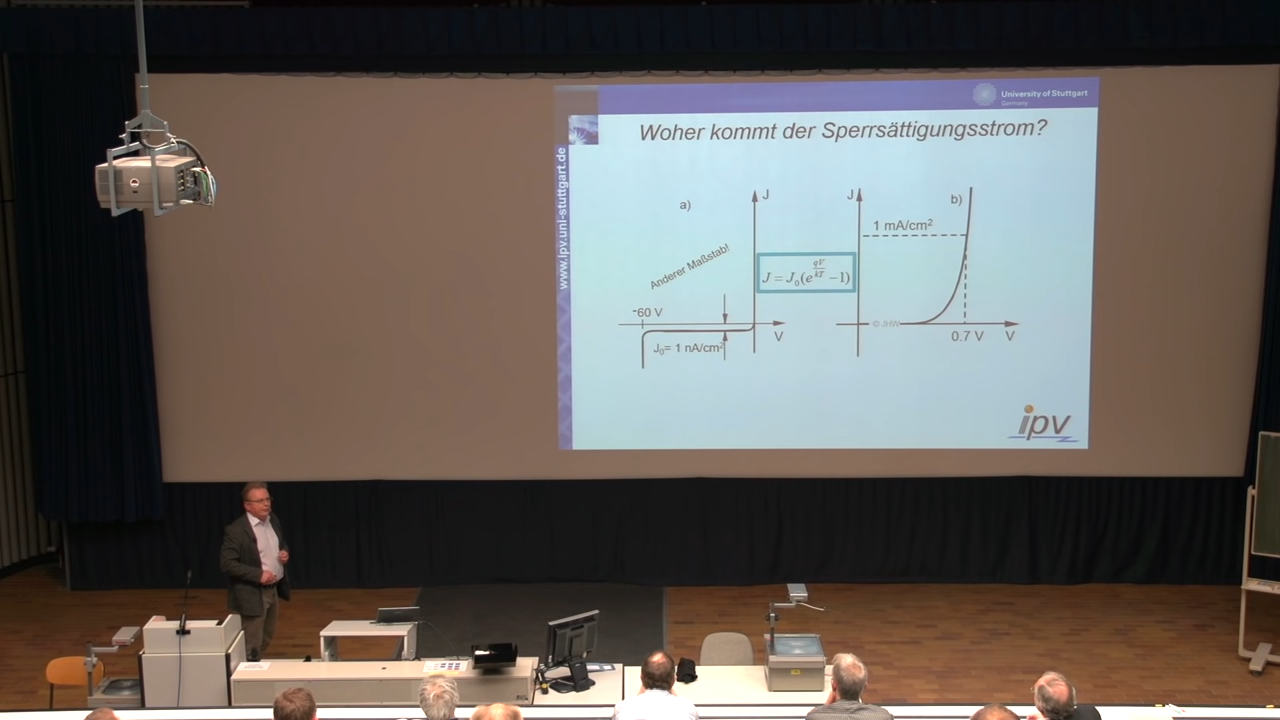 University of Stuttgart
Germany
www.ipv.uni-stuttgart.de
Woher kommt der Sperrsättigungsstrom?
a)
J
J
b)
1 mA/cm²
Anderer Maßstab!
J = J₀(e^{qV/kT} − 1)
-60 V
V
© JHW
0.7 V
V
J₀= 1 nA/cm²
ipv